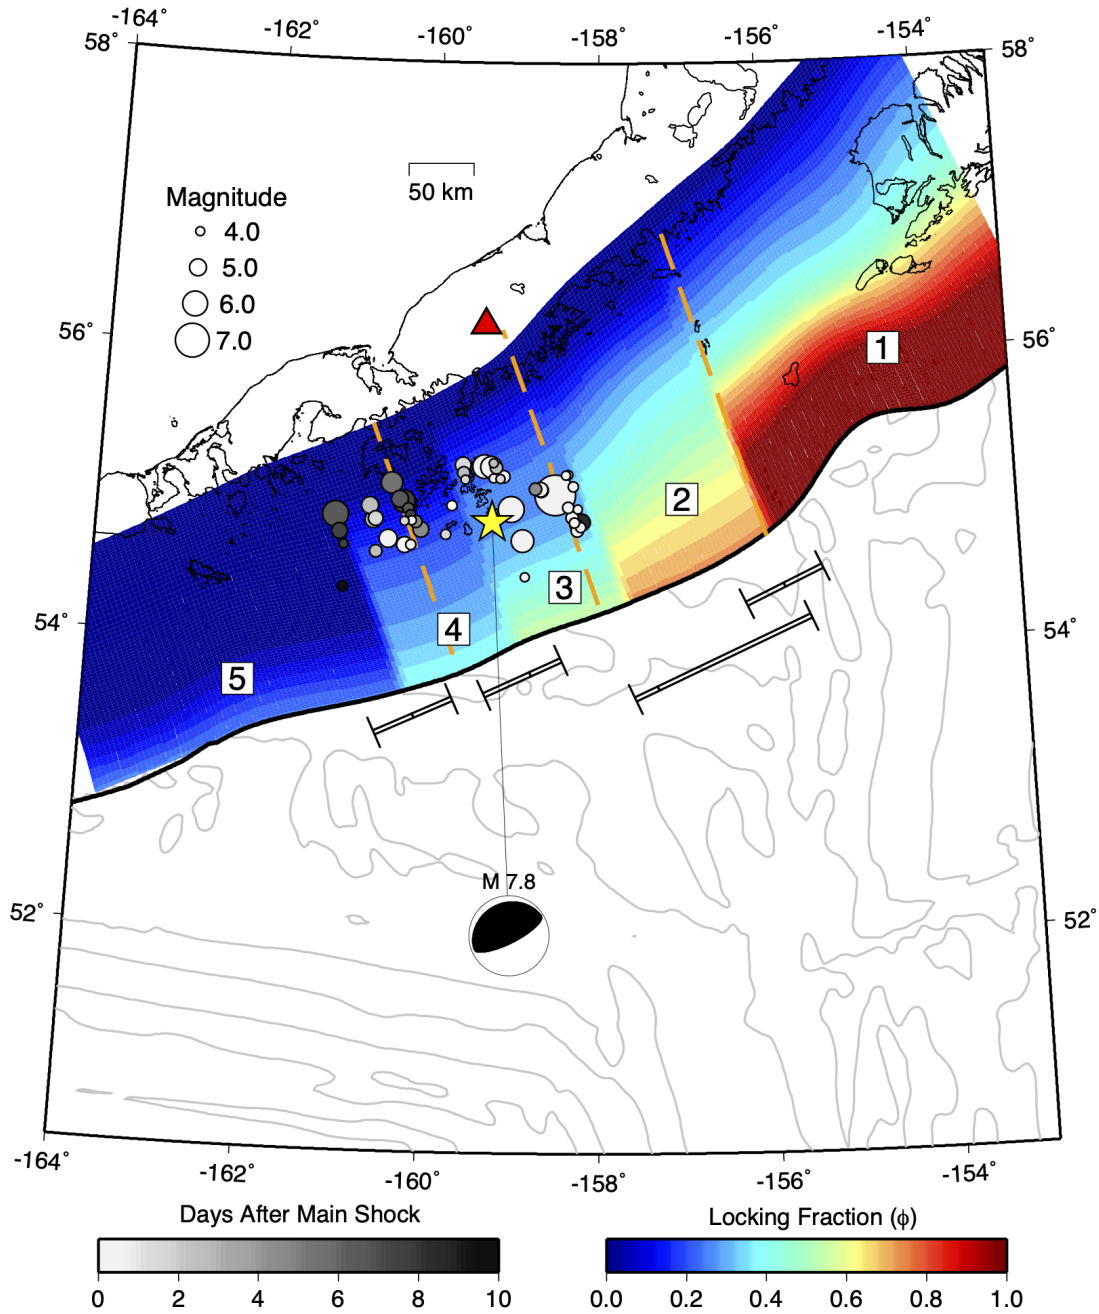 -164° -162° -160° -158° -156° -154°
58° 58°
50 km
Magnitude
4.0
5.0
6.0
7.0
56° 56°
1
2
3
4
5
54° 54°
M 7.8
52° 52°
-164° -162° -160° -158° -156° -154°
Days After Main Shock
0 2 4 6 8 10
Locking Fraction (ϕ)
0.0 0.2 0.4 0.6 0.8 1.0